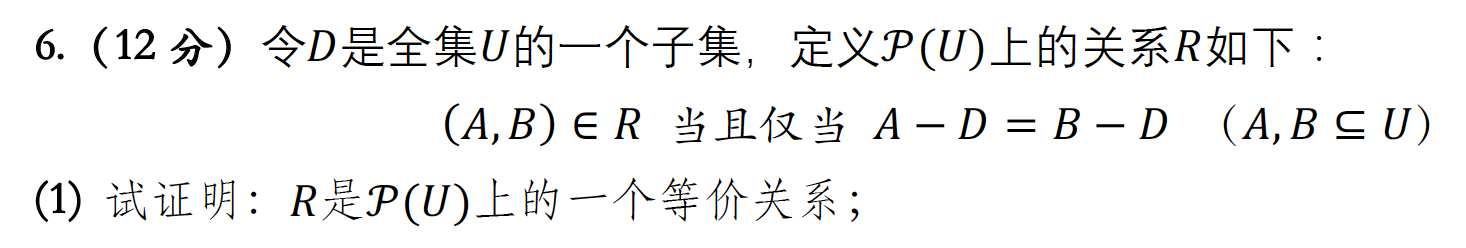 6.（12 分）令D是全集U的一个子集，定义𝒫(U)上的关系R如下：
(A, B) ∈ R 当且仅当 A − D = B − D （A, B ⊆ U）
(1) 试证明：R是𝒫(U)上的一个等价关系；